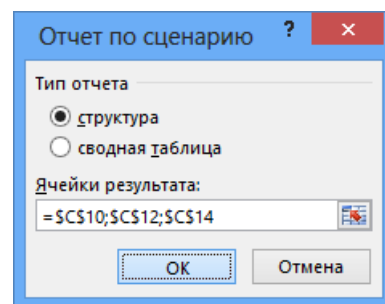 Отчет по сценарию
?
×
Тип отчета
структура
сводная таблица
Ячейки результата:
=$C$10;$C$12;$C$14
ОК
Отмена